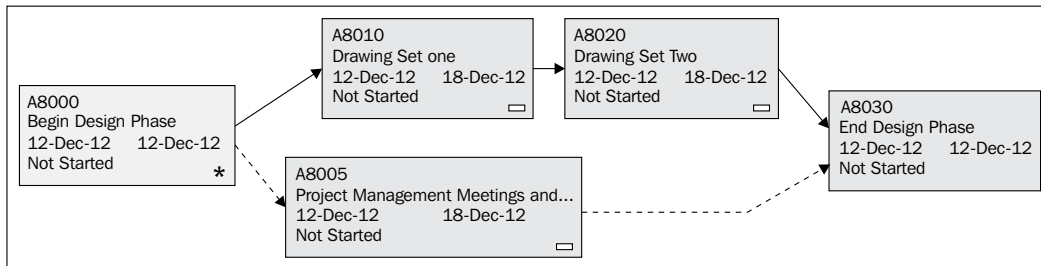 A8000
Begin Design Phase
12-Dec-12 12-Dec-12
Not Started
*
A8010
Drawing Set one
12-Dec-12 18-Dec-12
Not Started
A8020
Drawing Set Two
12-Dec-12 18-Dec-12
Not Started
A8005
Project Management Meetings and...
12-Dec-12 18-Dec-12
Not Started
A8030
End Design Phase
12-Dec-12 12-Dec-12
Not Started